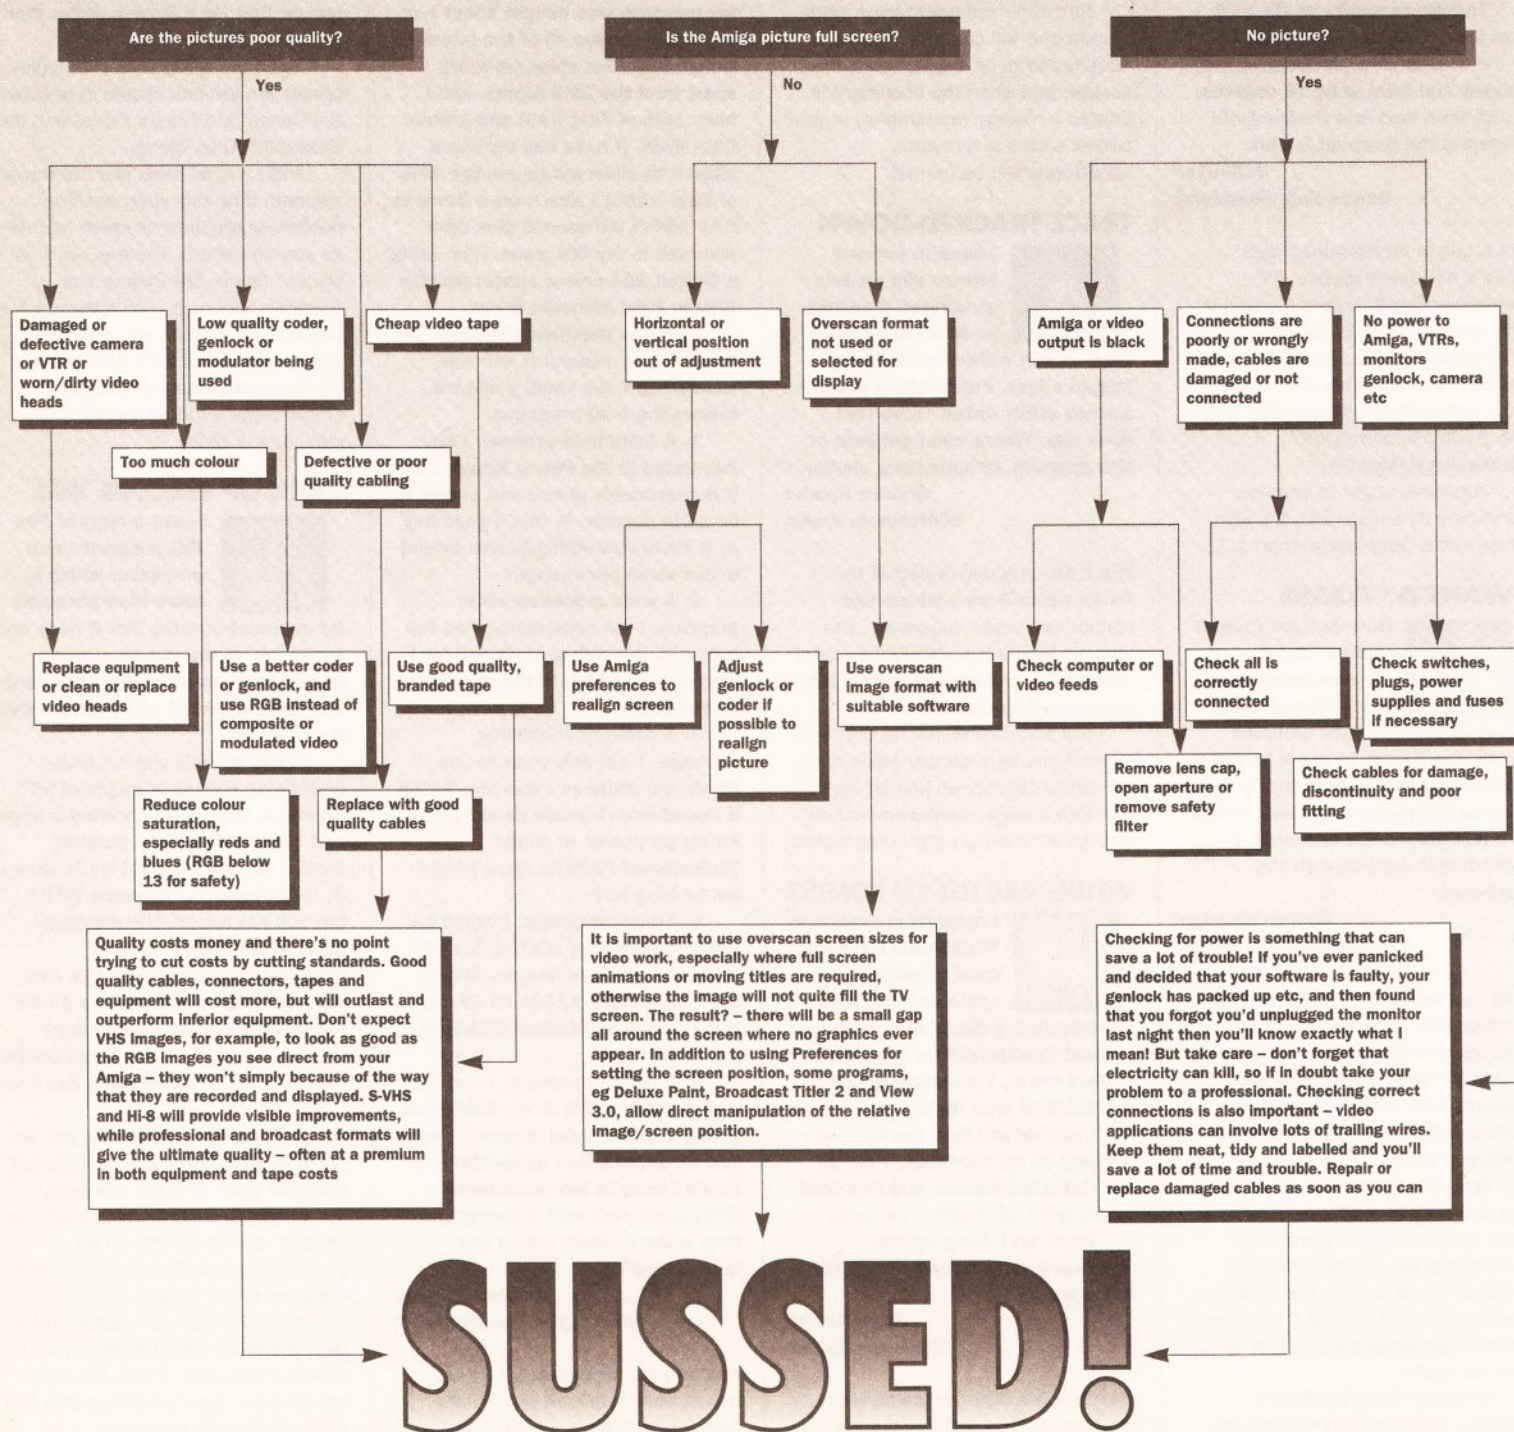 Are the pictures poor quality?
Is the Amiga picture full screen?
No picture?
Yes
No
Yes
Damaged or
defective camera
or VTR or
worn/dirty video
heads
Low quality coder,
genlock or
modulator being
used
Cheap video tape
Horizontal or
vertical position
out of adjustment
Overscan format
not used or
selected for
display
Amiga or video
output is black
Connections are
poorly or wrongly
made, cables are
damaged or not
connected
No power to
Amiga, VTRs,
monitors
genlock, camera
etc
Too much colour
Defective or poor
quality cabling
Replace equipment
or clean or replace
video heads
Use a better coder
or genlock, and
use RGB instead of
composite or
modulated video
Use good quality,
branded tape
Use Amiga
preferences to
realign screen
Adjust
genlock or
coder if
possible to
realign
picture
Use overscan
image format with
suitable software
Check computer or
video feeds
Check all is
correctly
connected
Check switches,
plugs, power
supplies and fuses
if necessary
Reduce colour
saturation,
especially reds and
blues (RGB below
13 for safety)
Replace with good
quality cables
Remove lens cap,
open aperture or
remove safety
filter
Check cables for damage,
discontinuity and poor
fitting
Quality costs money and there's no point
trying to cut costs by cutting standards. Good
quality cables, connectors, tapes and
equipment will cost more, but will outlast and
outperform inferior equipment. Don't expect
VHS images, for example, to look as good as
the RGB images you see direct from your
Amiga – they won't simply because of the way
that they are recorded and displayed. S-VHS
and Hi-8 will provide visible improvements,
while professional and broadcast formats will
give the ultimate quality – often at a premium
in both equipment and tape costs
It is important to use overscan screen sizes for
video work, especially where full screen
animations or moving titles are required,
otherwise the image will not quite fill the TV
screen. The result? – there will be a small gap
all around the screen where no graphics ever
appear. In addition to using Preferences for
setting the screen position, some programs,
eg Deluxe Paint, Broadcast Titler 2 and View
3.0, allow direct manipulation of the relative
image/screen position.
Checking for power is something that can
save a lot of trouble! If you've ever panicked
and decided that your software is faulty, your
genlock has packed up etc, and then found
that you forgot you'd unplugged the monitor
last night then you'll know exactly what I
mean! But take care – don't forget that
electricity can kill, so if in doubt take your
problem to a professional. Checking correct
connections is also important – video
applications can involve lots of trailing wires.
Keep them neat, tidy and labelled and you'll
save a lot of time and trouble. Repair or
replace damaged cables as soon as you can
SUSSED!